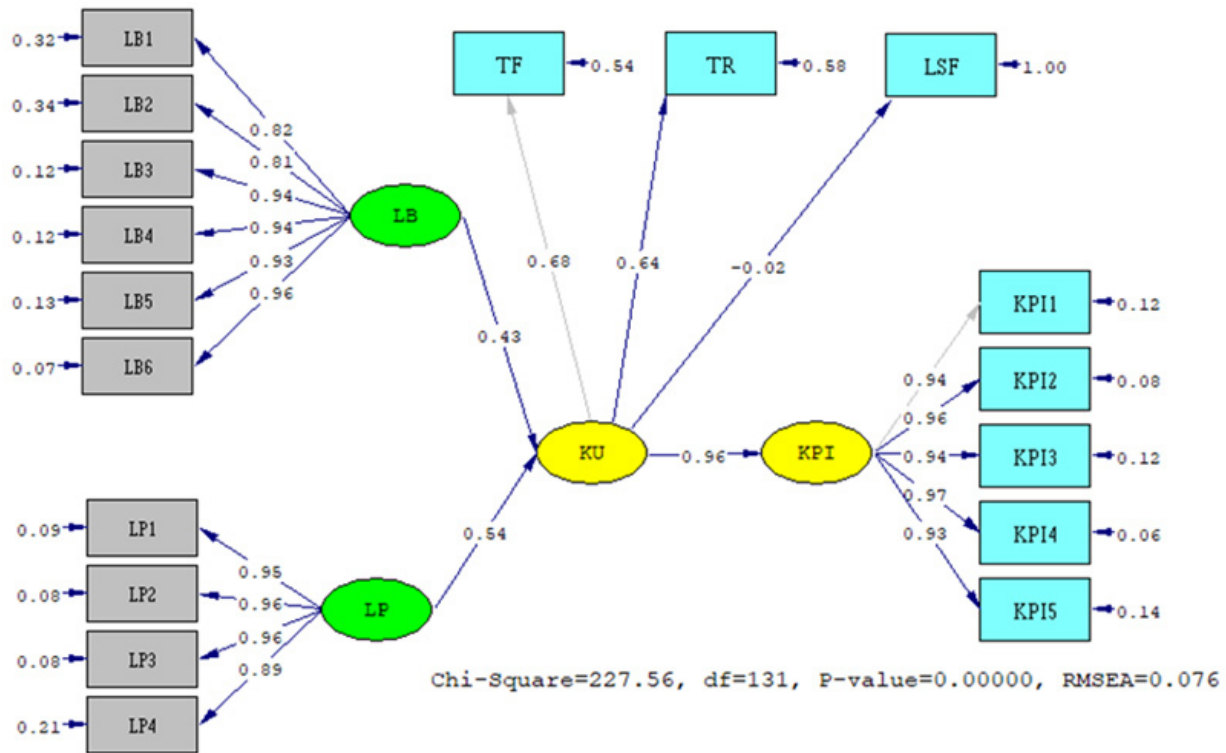 0.32 LB1
0.34 LB2
0.12 LB3
0.12 LB4
0.13 LB5
0.07 LB6
0.82
0.81
0.94
0.94
0.93
0.96
LB
TF 0.54
TR 0.58
LSF 1.00
0.68
0.64
-0.02
0.43
0.54
KU
0.96
KPI
0.94
0.96
0.94
0.97
0.93
KPI1 0.12
KPI2 0.08
KPI3 0.12
KPI4 0.06
KPI5 0.14
0.09 LP1
0.08 LP2
0.08 LP3
0.21 LP4
0.95
0.96
0.96
0.89
LP
Chi-Square=227.56, df=131, P-value=0.00000, RMSEA=0.076